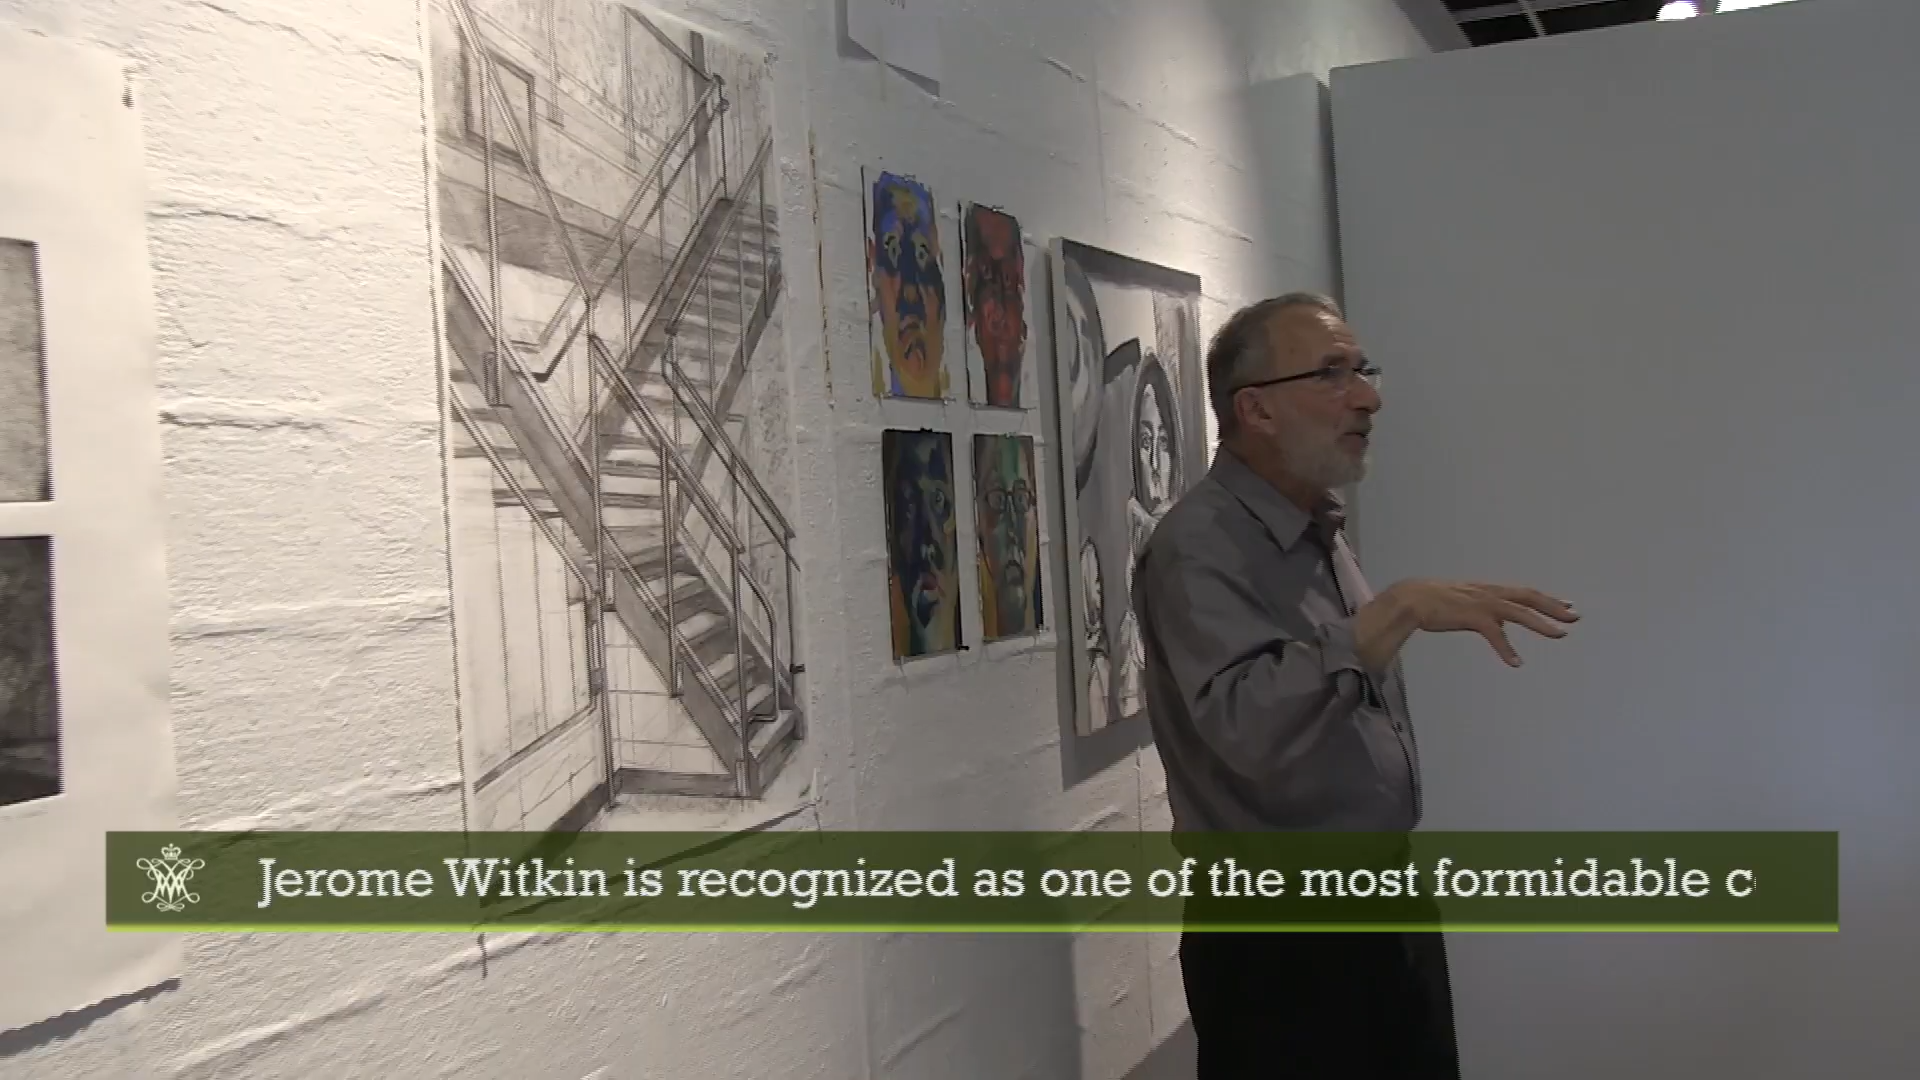 Jerome Witkin is recognized as one of the most formidable c